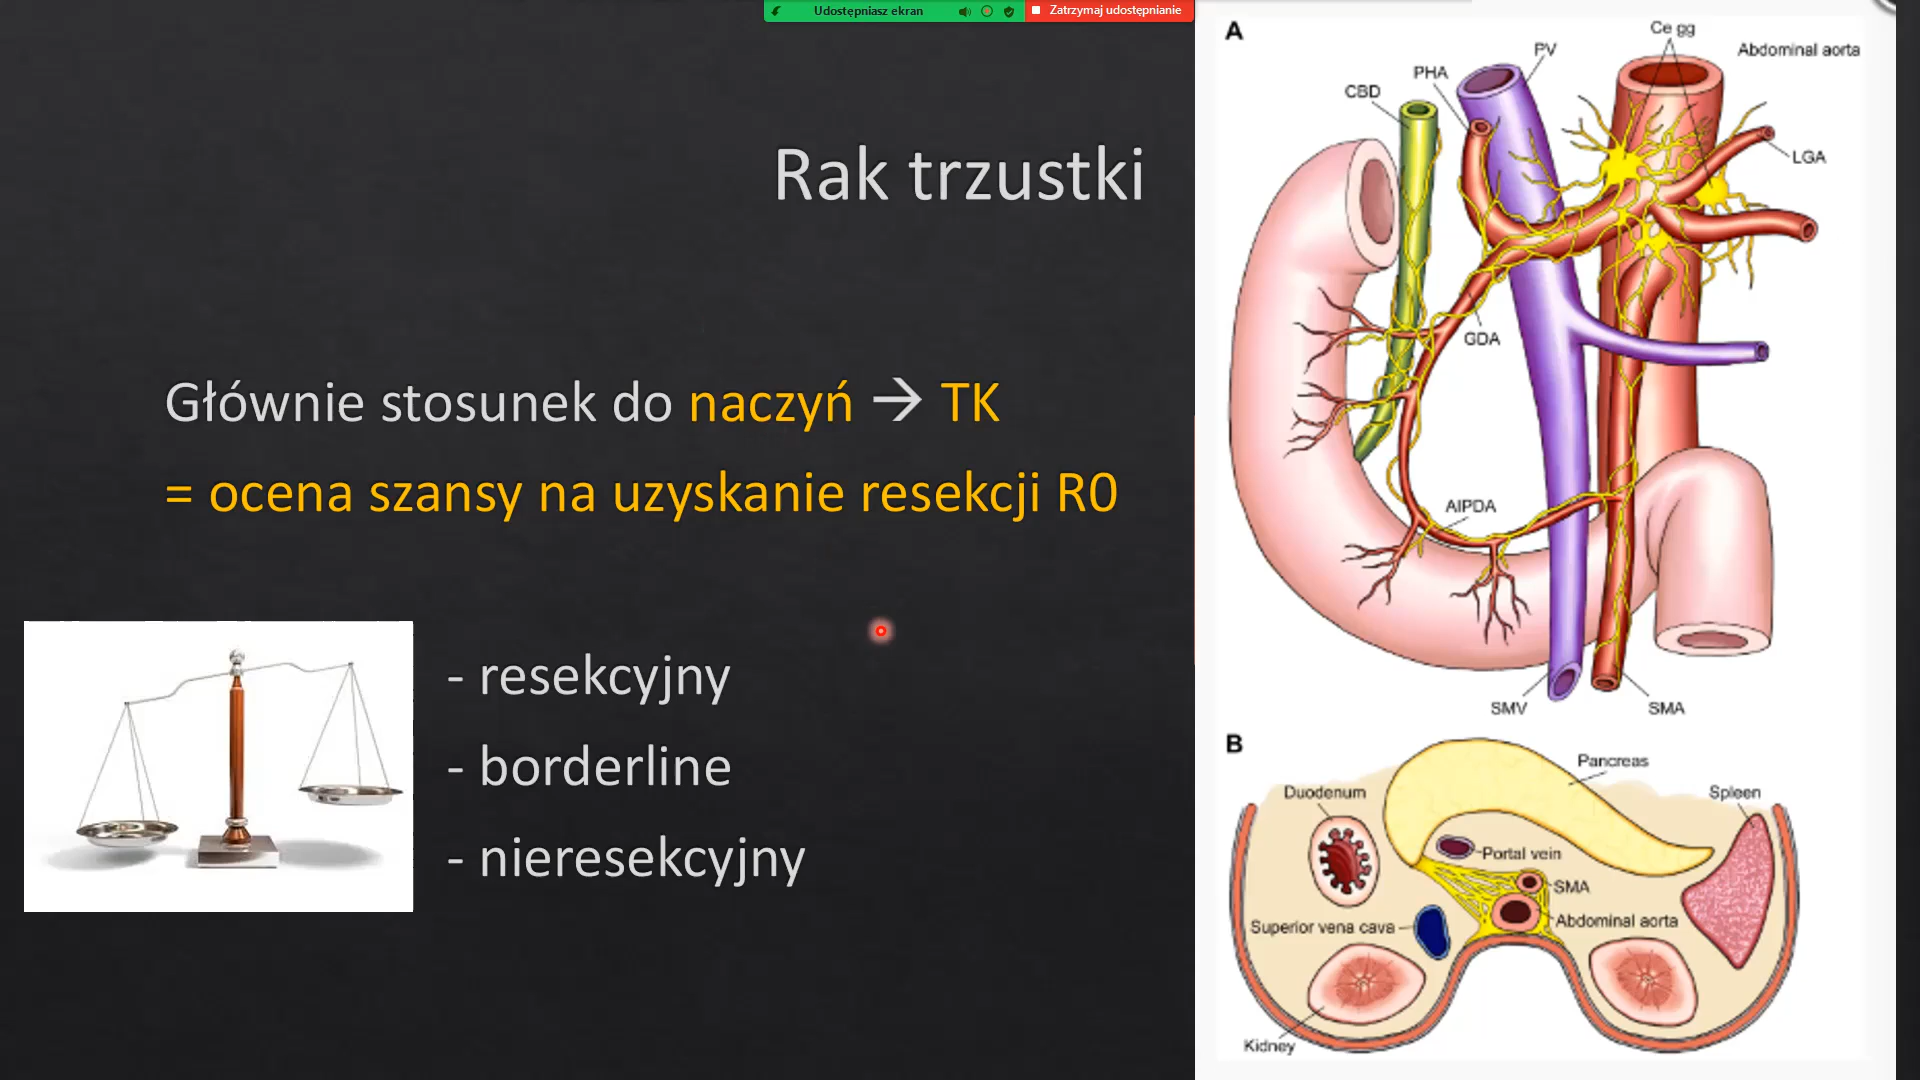 Udostępniasz ekran
Zatrzymaj udostępnianie
Rak trzustki
Głównie stosunek do naczyń → TK
= ocena szansy na uzyskanie resekcji R0
- resekcyjny
- borderline
- nieresekcyjny
A
Ce gg
PV
Abdominal aorta
PHA
CBD
LGA
GDA
AIPDA
SMV
SMA
B
Pancreas
Duodenum
Spleen
Portal vein
SMA
Superior vena cava
Abdominal aorta
Kidney